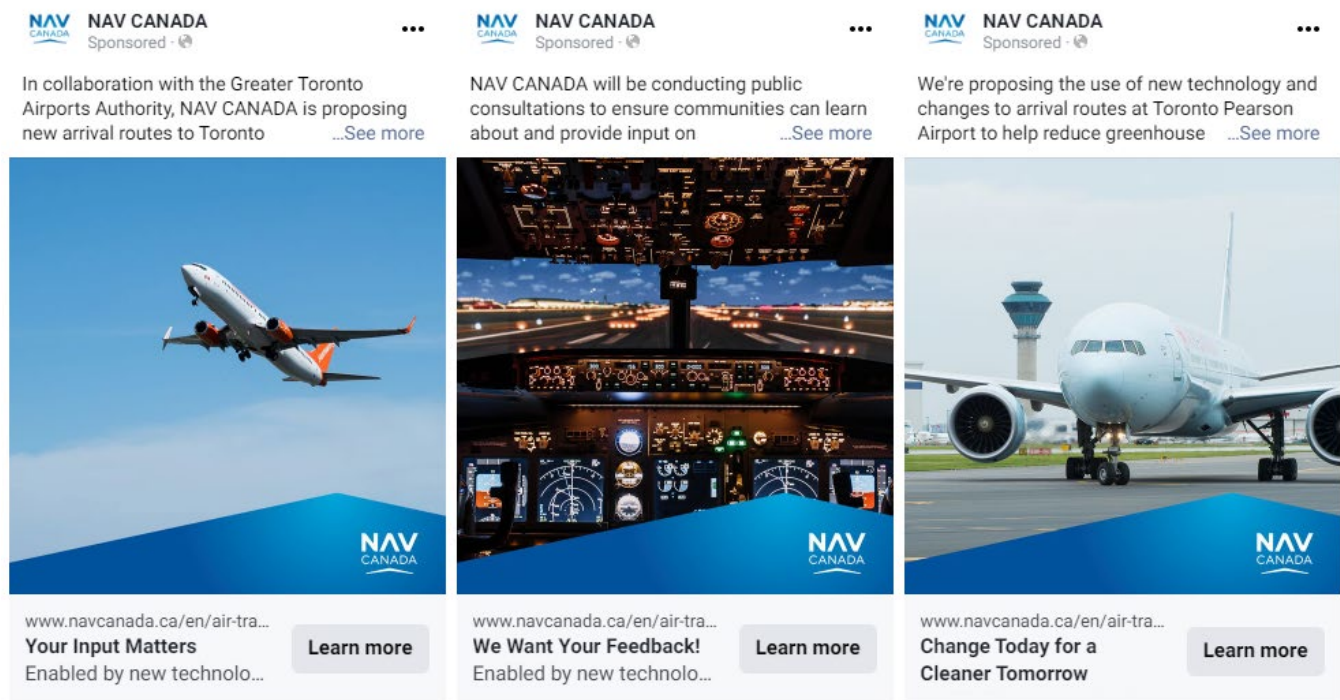 NAV CANADA
NAV CANADA
Sponsored ·
•••
In collaboration with the Greater Toronto
Airports Authority, NAV CANADA is proposing
new arrival routes to Toronto ...See more
NAV
CANADA
www.navcanada.ca/en/air-tra...
Your Input Matters
Enabled by new technolo...
Learn more
NAV CANADA
NAV CANADA
Sponsored ·
•••
NAV CANADA will be conducting public
consultations to ensure communities can learn
about and provide input on ...See more
NAV
CANADA
www.navcanada.ca/en/air-tra...
We Want Your Feedback!
Enabled by new technolo...
Learn more
NAV CANADA
NAV CANADA
Sponsored ·
•••
We're proposing the use of new technology and
changes to arrival routes at Toronto Pearson
Airport to help reduce greenhouse ...See more
NAV
CANADA
www.navcanada.ca/en/air-tra...
Change Today for a
Cleaner Tomorrow
Learn more